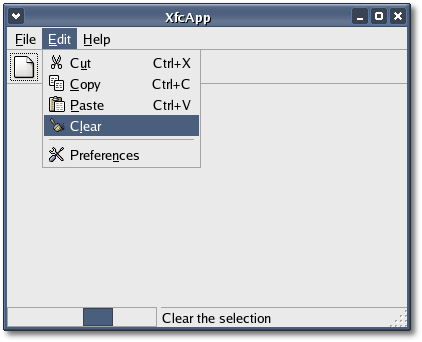 XfcApp
File Edit Help
Cut Ctrl+X
Copy Ctrl+C
Paste Ctrl+V
Clear
Preferences
Clear the selection